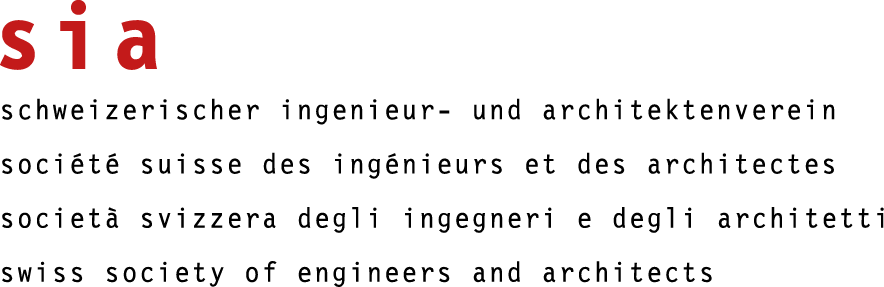 sia
schweizerischer ingenieur- und architektenverein
société suisse des ingénieurs et des architectes
società svizzera degli ingegneri e degli architetti
swiss society of engineers and architects